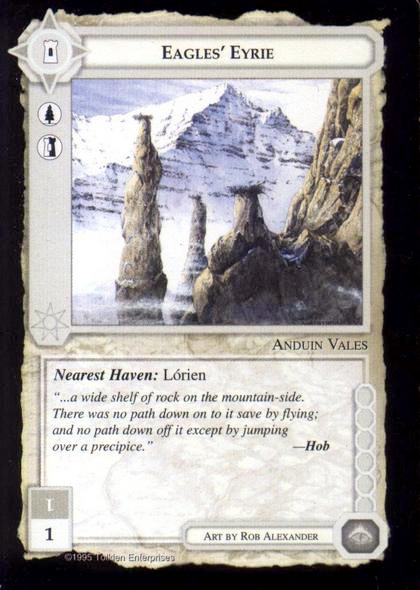 EAGLES' EYRIE
ANDUIN VALES
Nearest Haven: Lórien
“...a wide shelf of rock on the mountain-side.
There was no path down on to it save by flying;
and no path down off it except by jumping
over a precipice.” —Hob
1
ART BY ROB ALEXANDER
©1995 Tolkien Enterprises